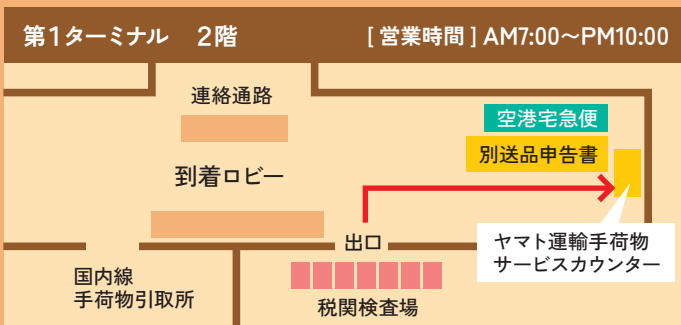 第1ターミナル 2階
[ 営業時間 ] AM7:00〜PM10:00
連絡通路
空港宅急便
別送品申告書
到着ロビー
出口
ヤマト運輸手荷物
サービスカウンター
国内線
手荷物引取所
税関検査場